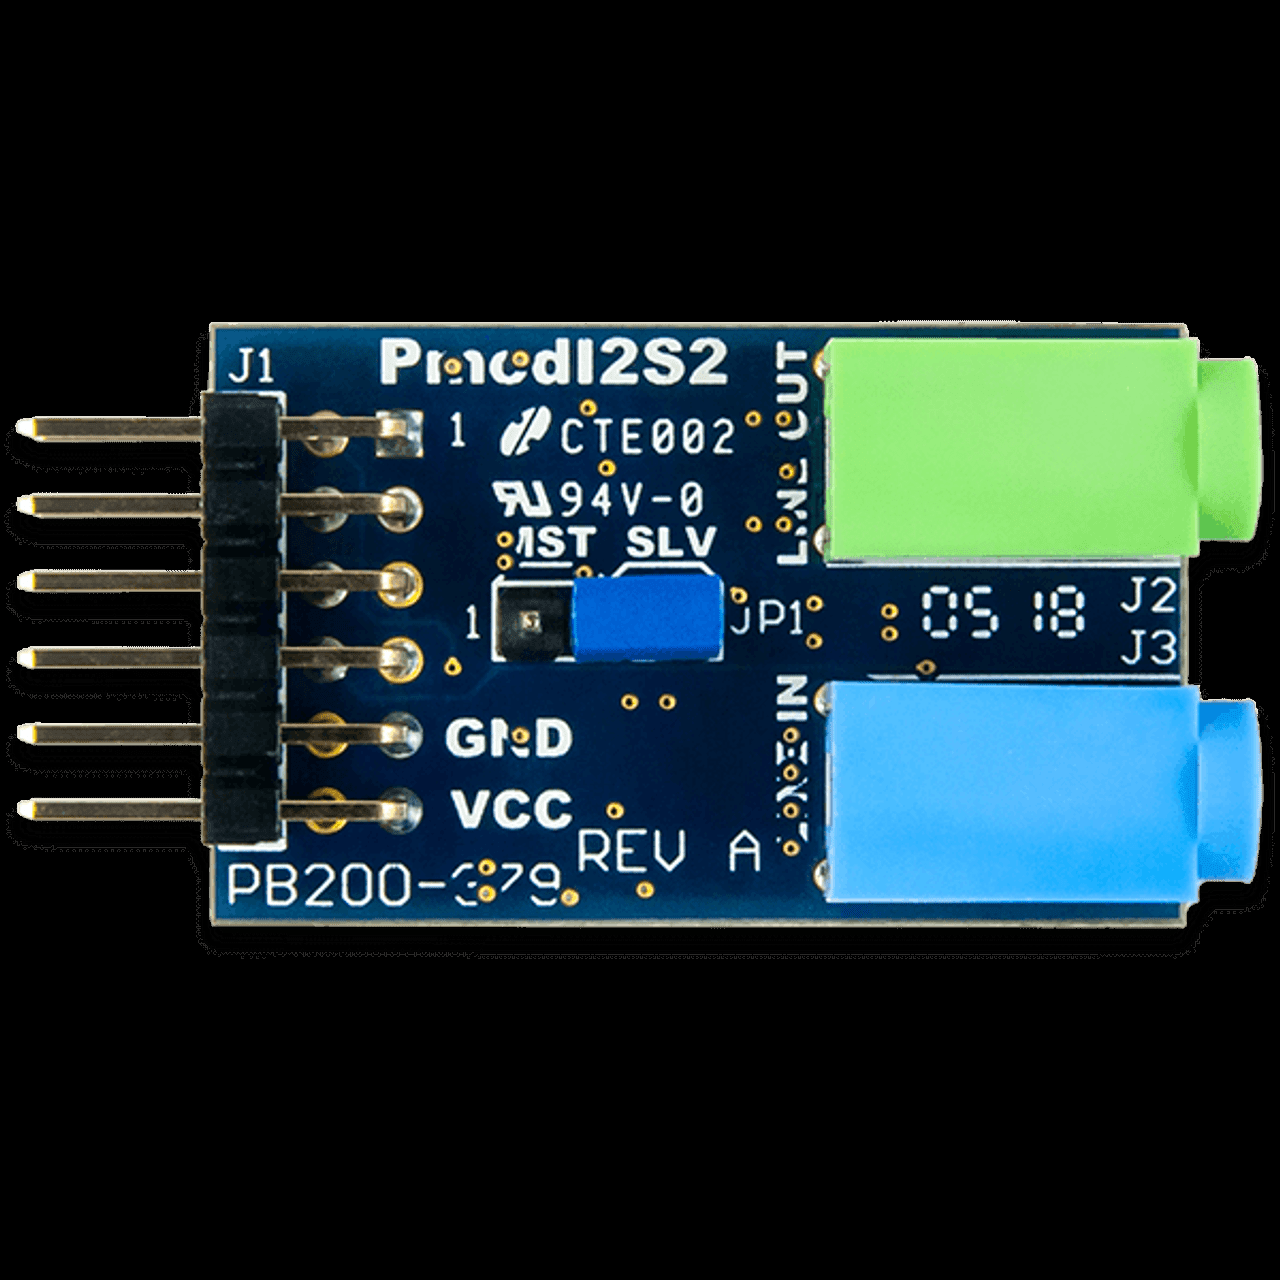 J1
PmodI2S2
LINE OUT
1
CTE002
94V-0
MST SLV
1
JP1
0518
J2
J3
LINE IN
GND
VCC
REV A
PB200-379